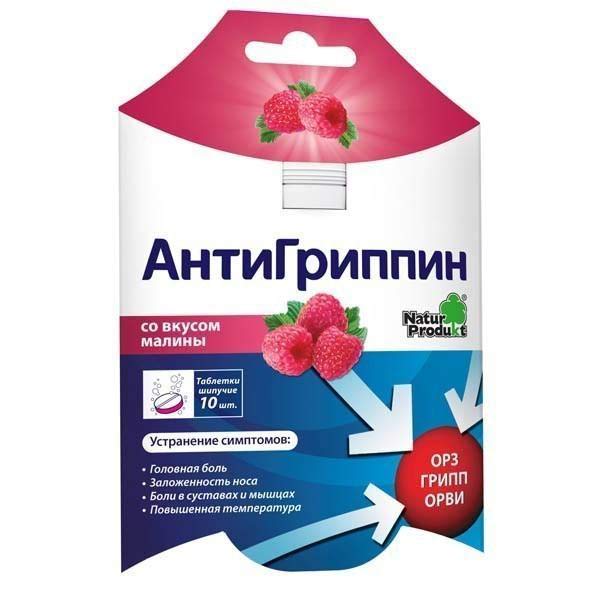 АнтиГриппин
со вкусом
малины
Natur
Produkt
Таблетки
шипучие
10 шт.
Устранение симптомов:
• Головная боль
• Заложенность носа
• Боли в суставах и мышцах
• Повышенная температура
ОРЗ
ГРИПП
ОРВИ